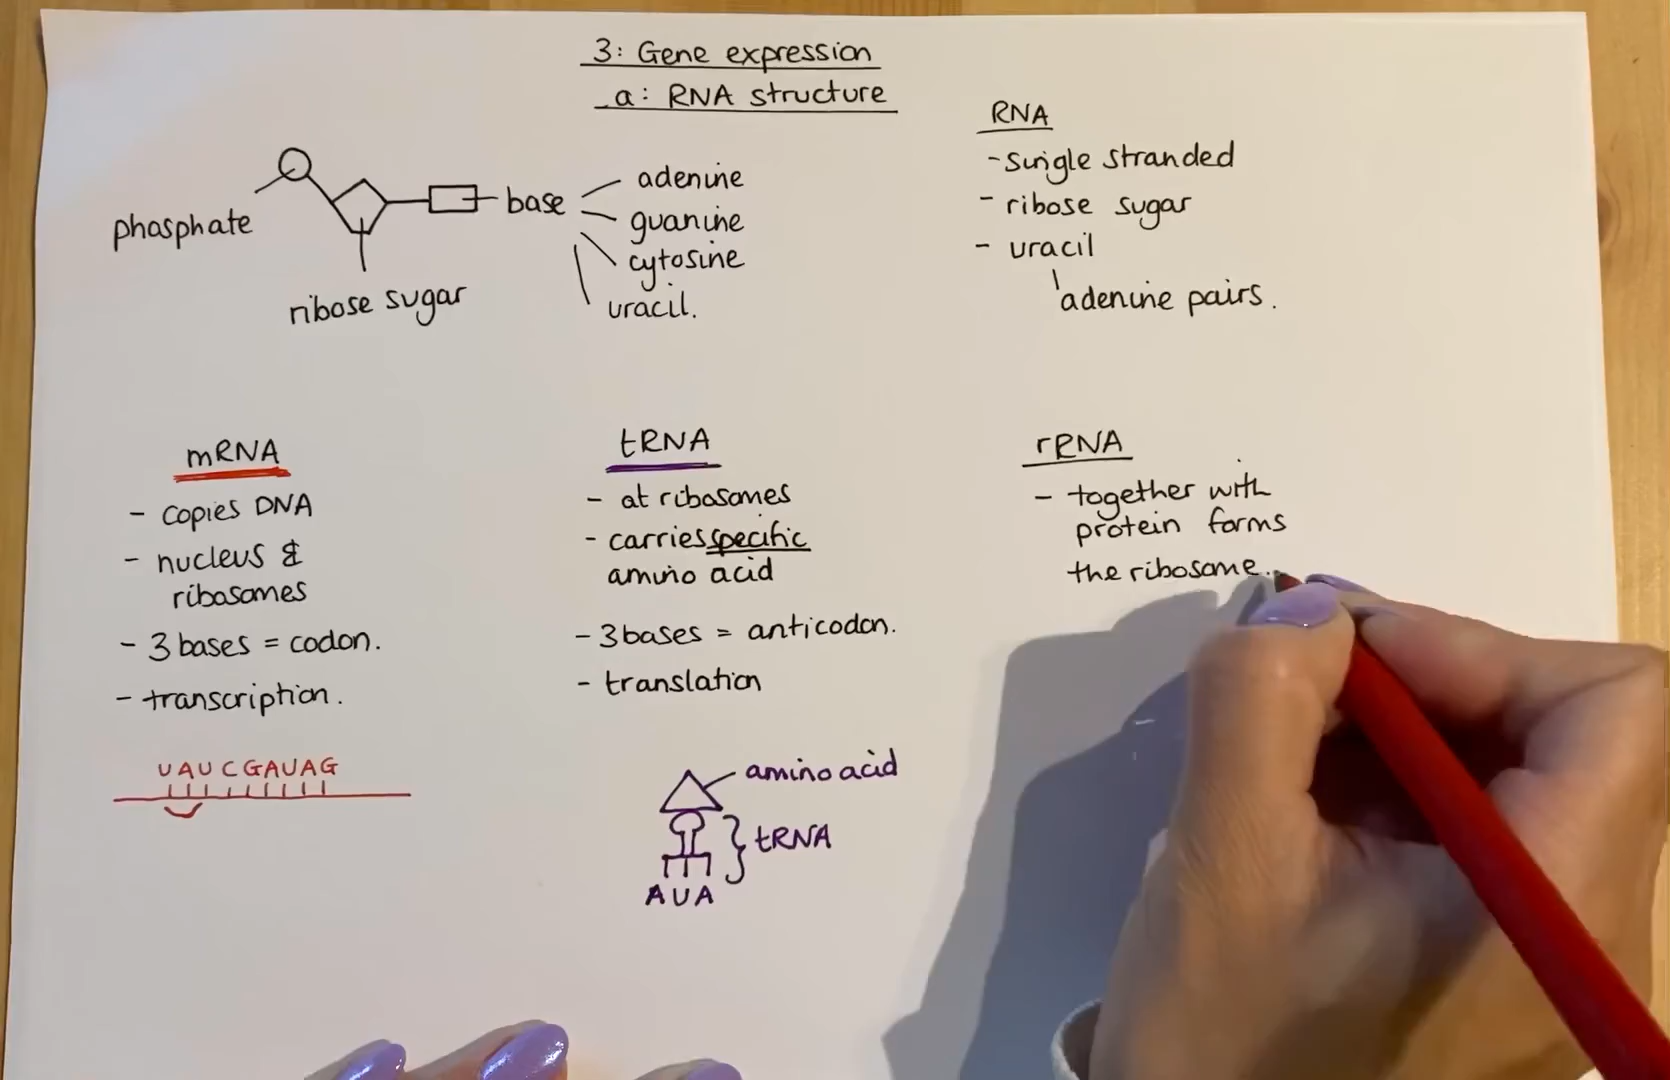 3: Gene expression
a: RNA structure
phosphate
ribose sugar
base
adenine
guanine
cytosine
uracil.
RNA
- single stranded
- ribose sugar
- uracil
adenine pairs.
mRNA
- copies DNA
- nucleus &
ribosomes
- 3 bases = codon.
- transcription.
UAUCGAUAG
tRNA
- at ribosomes
- carries specific
amino acid
- 3 bases = anticodon.
- translation
amino acid
tRNA
AUA
rRNA
- together with
protein forms
the ribosome.